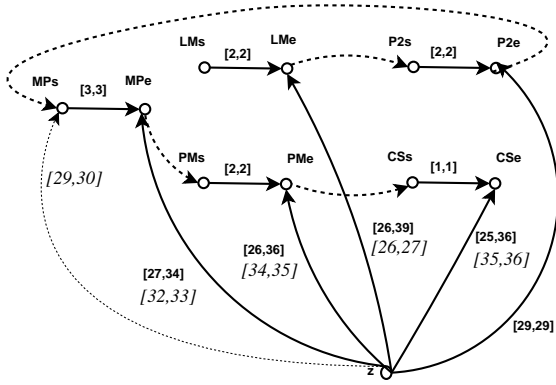 LMs
LMe
P2s
P2e
[2,2]
[2,2]
MPs
[3,3]
MPe
PMs
[2,2]
PMe
CSs
[1,1]
CSe
[29,30]
[26,39]
[26,27]
[25,36]
[35,36]
[26,36]
[34,35]
[27,34]
[32,33]
[29,29]
z